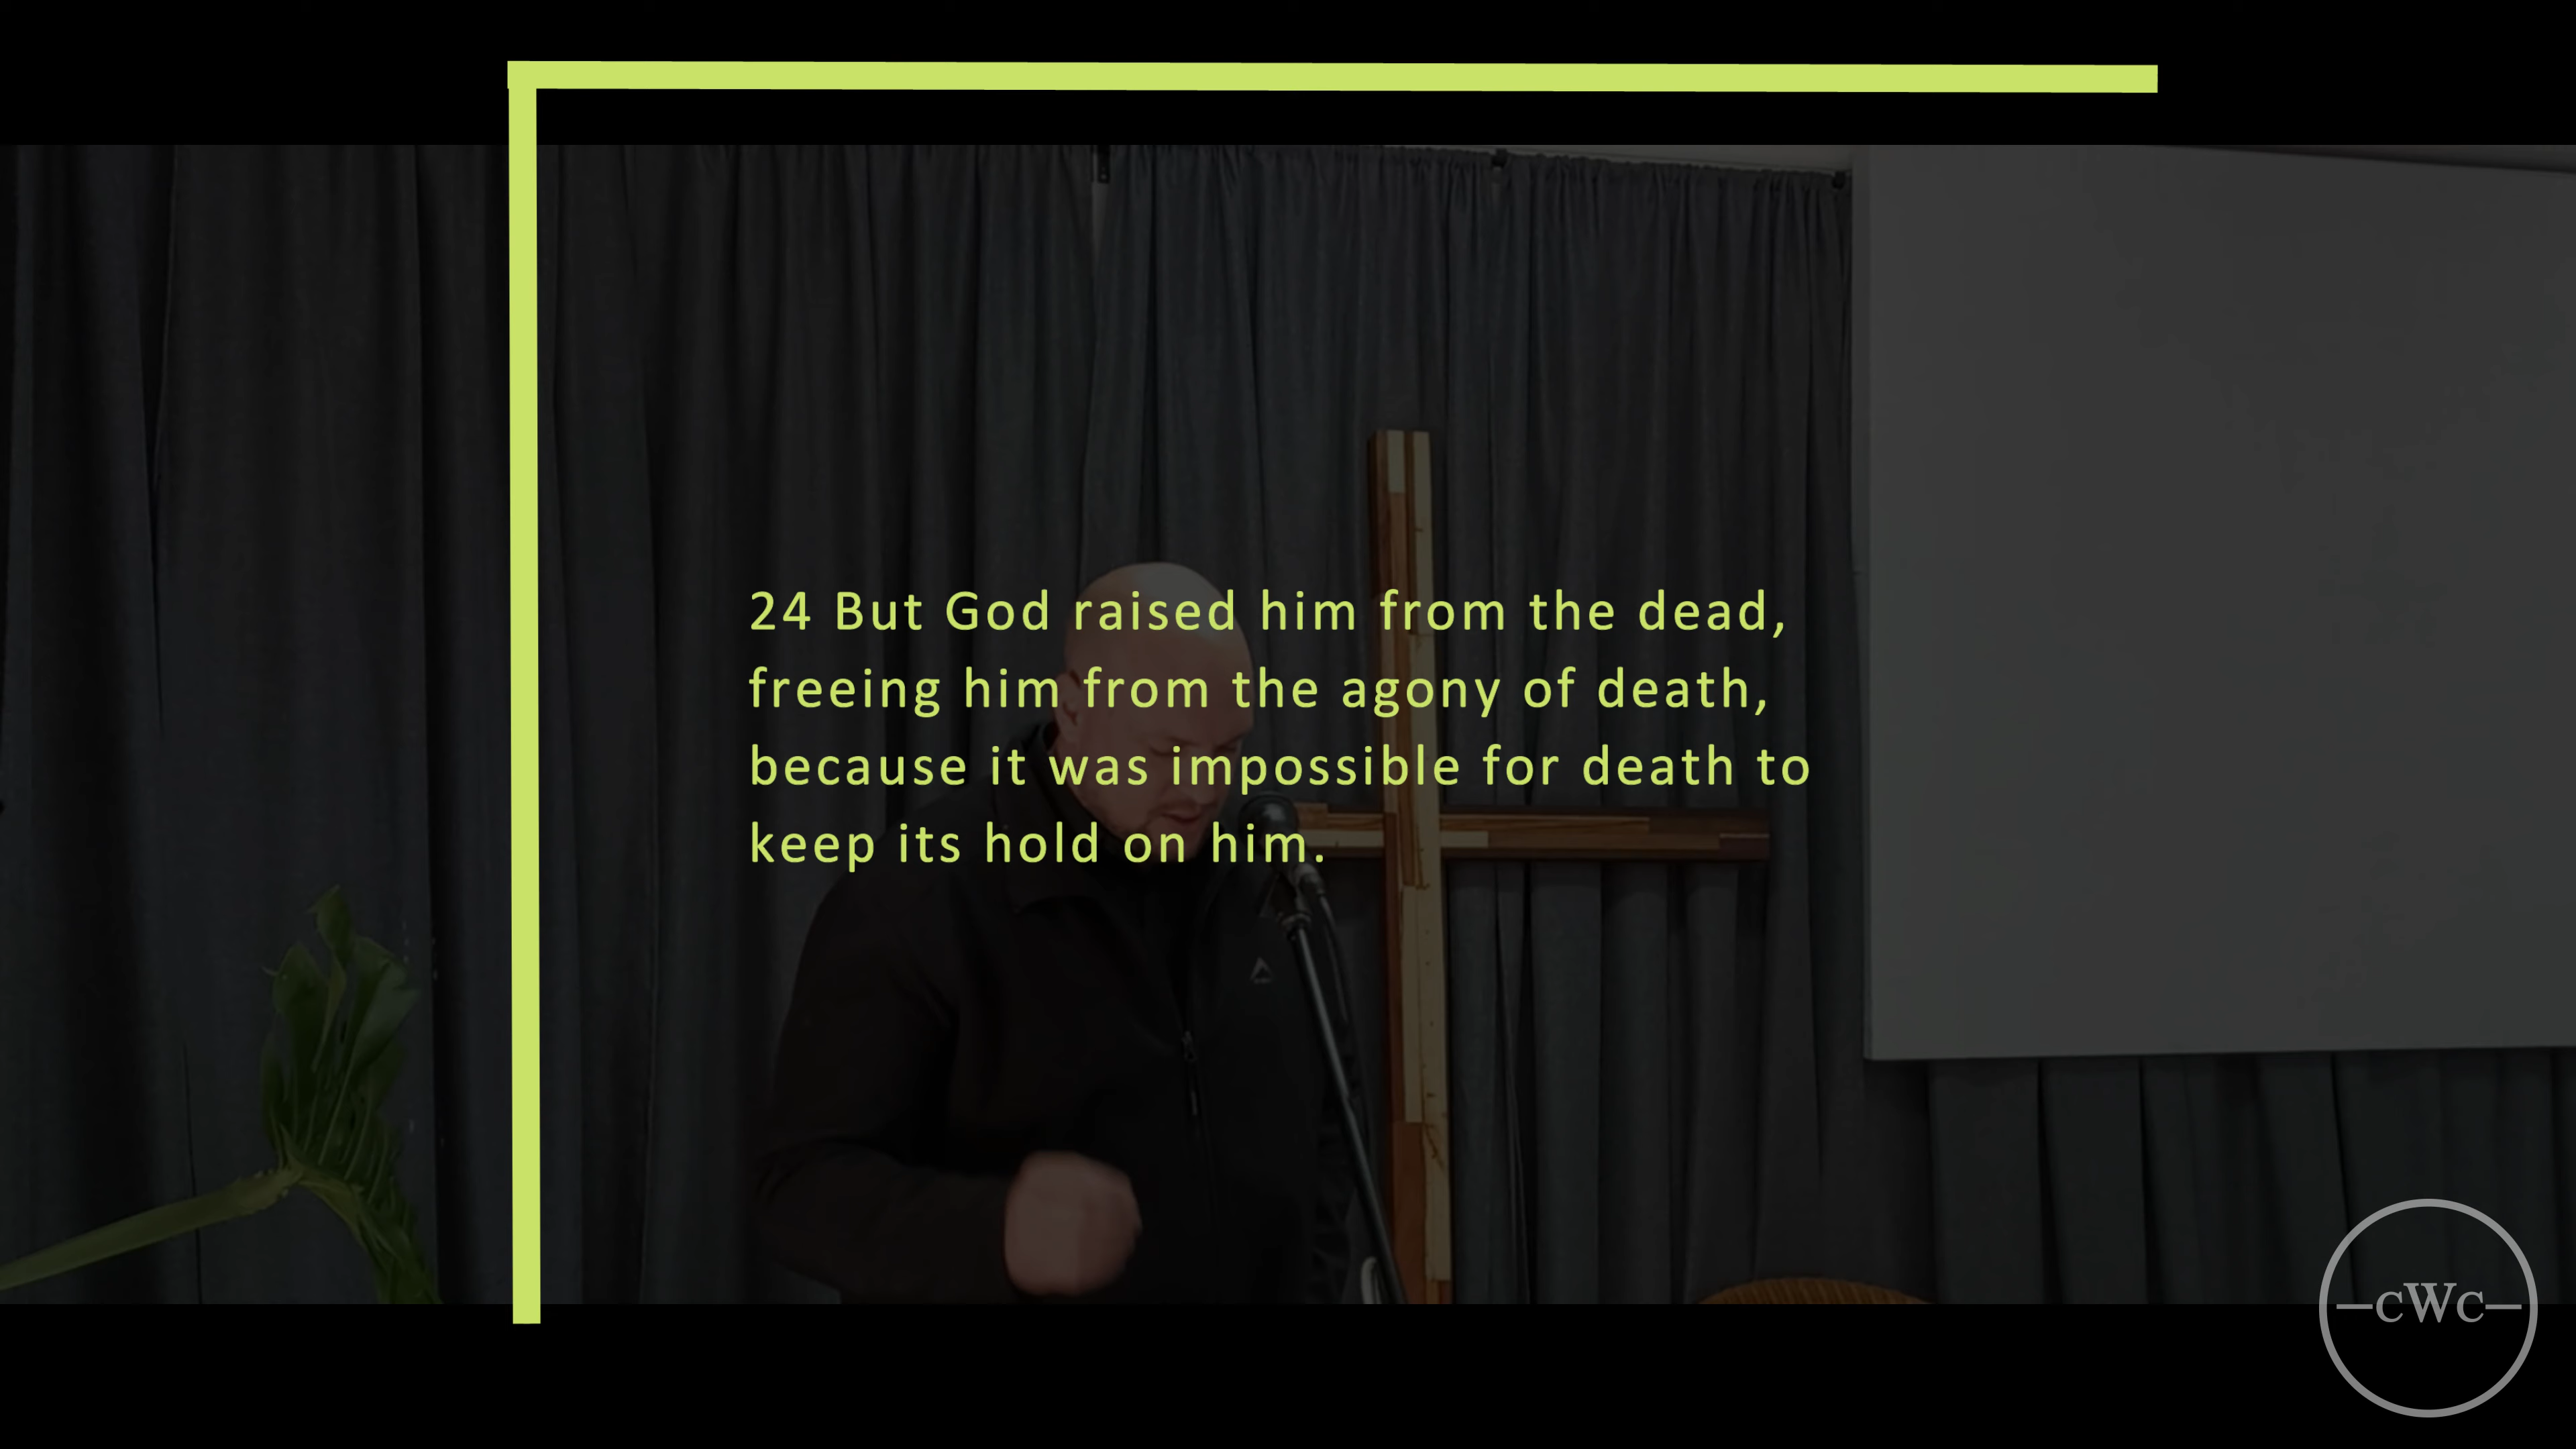 24 But God raised him from the dead,
freeing him from the agony of death,
because it was impossible for death to
keep its hold on him.
cWc